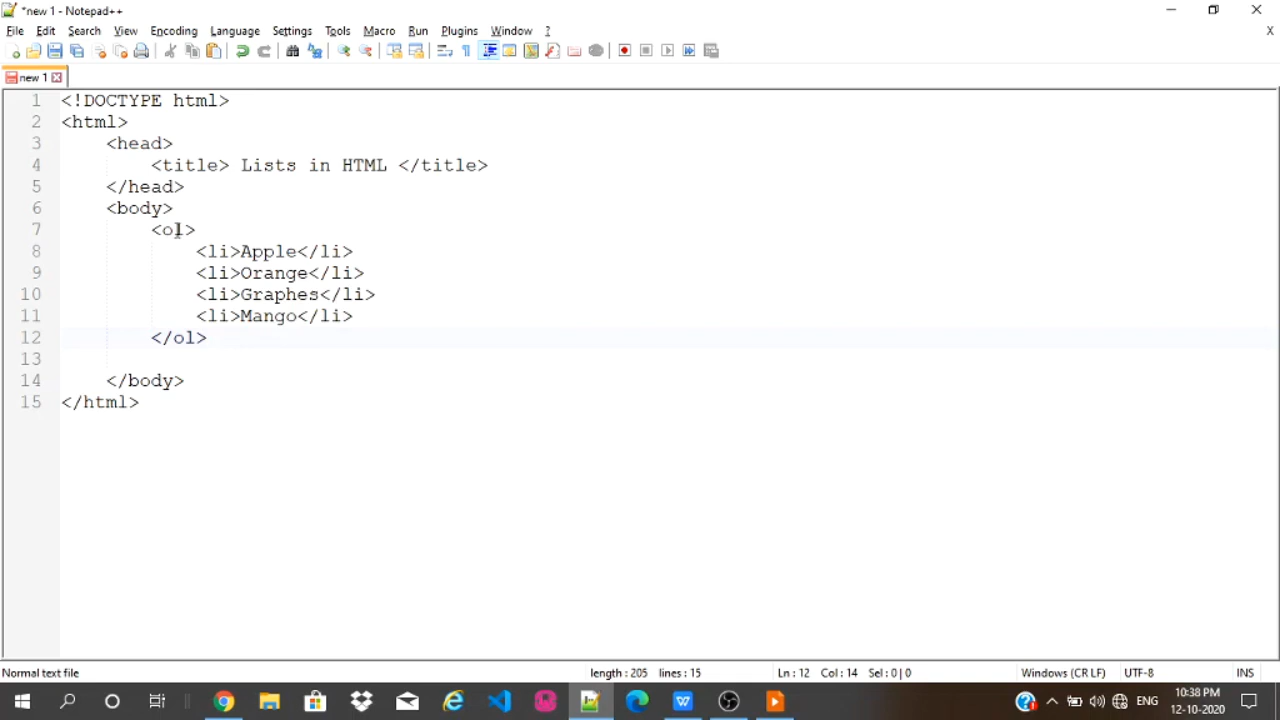 *new 1 - Notepad++
File Edit Search View Encoding Language Settings Tools Macro Run Plugins Window ? X
new 1
1 <!DOCTYPE html>
2 <html>
3 <head>
4 <title> Lists in HTML </title>
5 </head>
6 <body>
7 <ol>
8 <li>Apple</li>
9 <li>Orange</li>
10 <li>Graphes</li>
11 <li>Mango</li>
12 </ol>
13
14 </body>
15 </html>
Normal text file length : 205 lines : 15 Ln : 12 Col : 14 Sel : 0 | 0 Windows (CR LF) UTF-8 INS
ENG 10:38 PM
12-10-2020